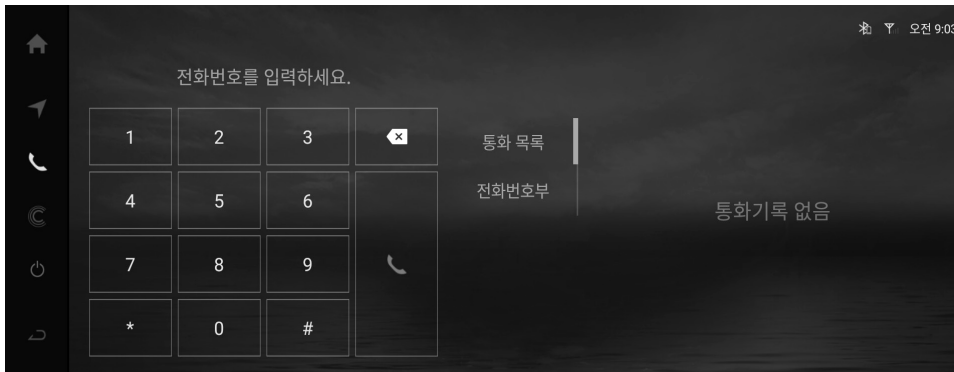 오전 9:03
전화번호를 입력하세요.
1 2 3
4 5 6
7 8 9
* 0 #
통화 목록
전화번호부
통화기록 없음